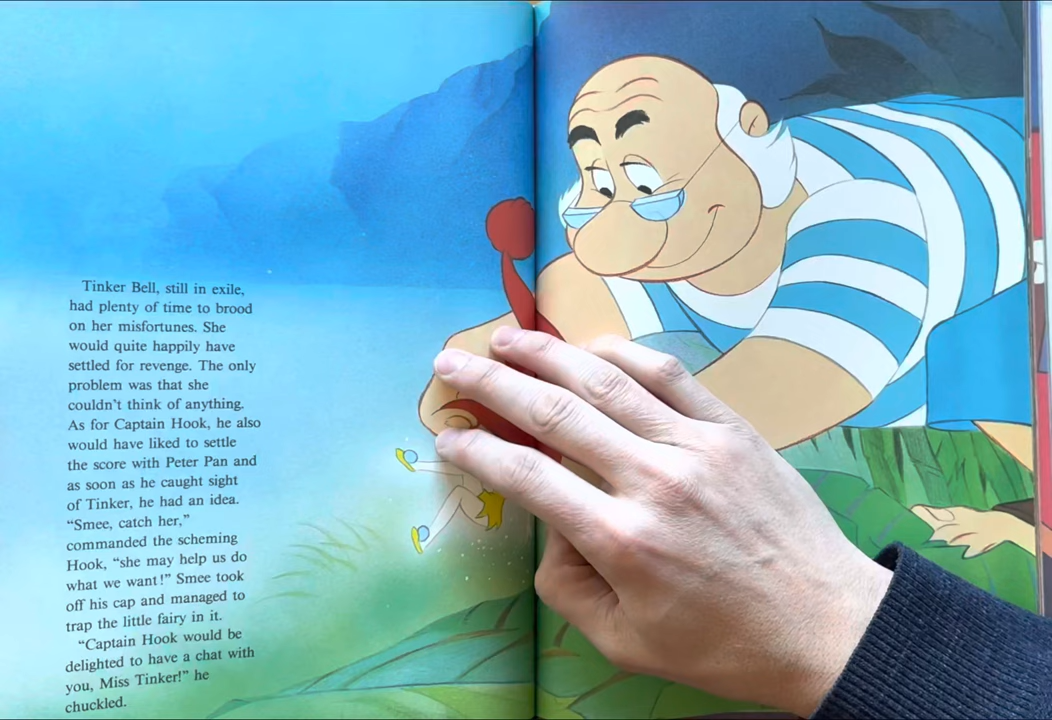 Tinker Bell, still in exile,
had plenty of time to brood
on her misfortunes. She
would quite happily have
settled for revenge. The only
problem was that she
couldn't think of anything.
As for Captain Hook, he also
would have liked to settle
the score with Peter Pan and
as soon as he caught sight
of Tinker, he had an idea.
“Smee, catch her,”
commanded the scheming
Hook, “she may help us do
what we want!” Smee took
off his cap and managed to
trap the little fairy in it.
“Captain Hook would be
delighted to have a chat with
you, Miss Tinker!” he
chuckled.